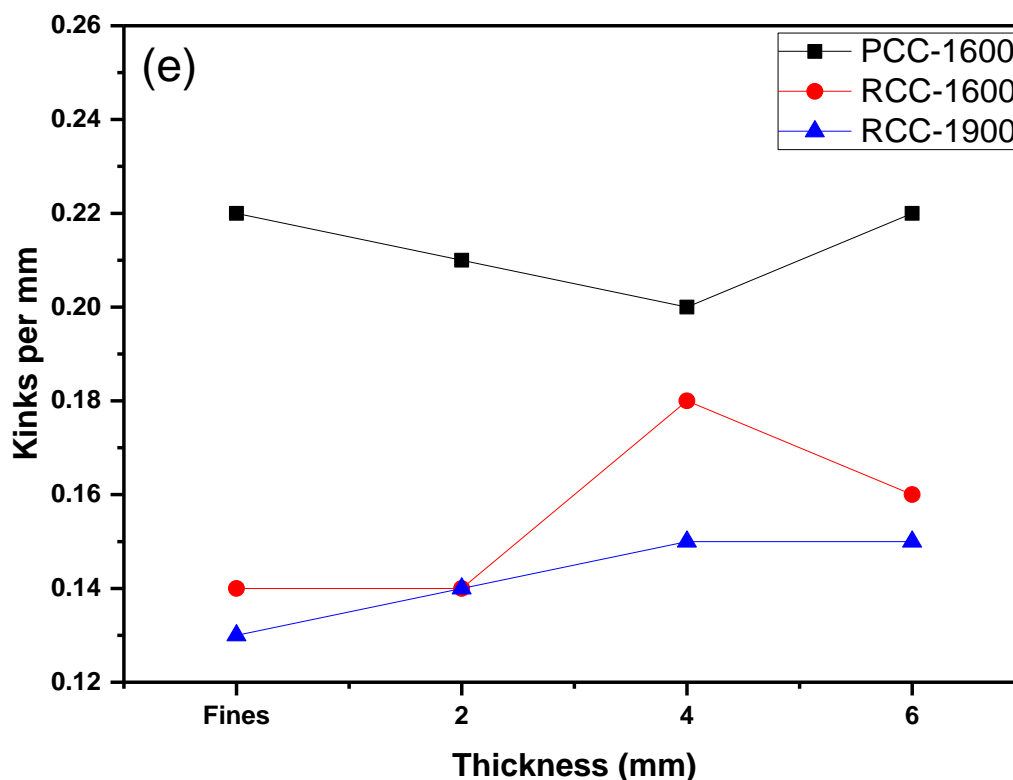 (e)
PCC-1600
RCC-1600
RCC-1900
Kinks per mm
0.26
0.24
0.22
0.20
0.18
0.16
0.14
0.12
Fines 2 4 6
Thickness (mm)